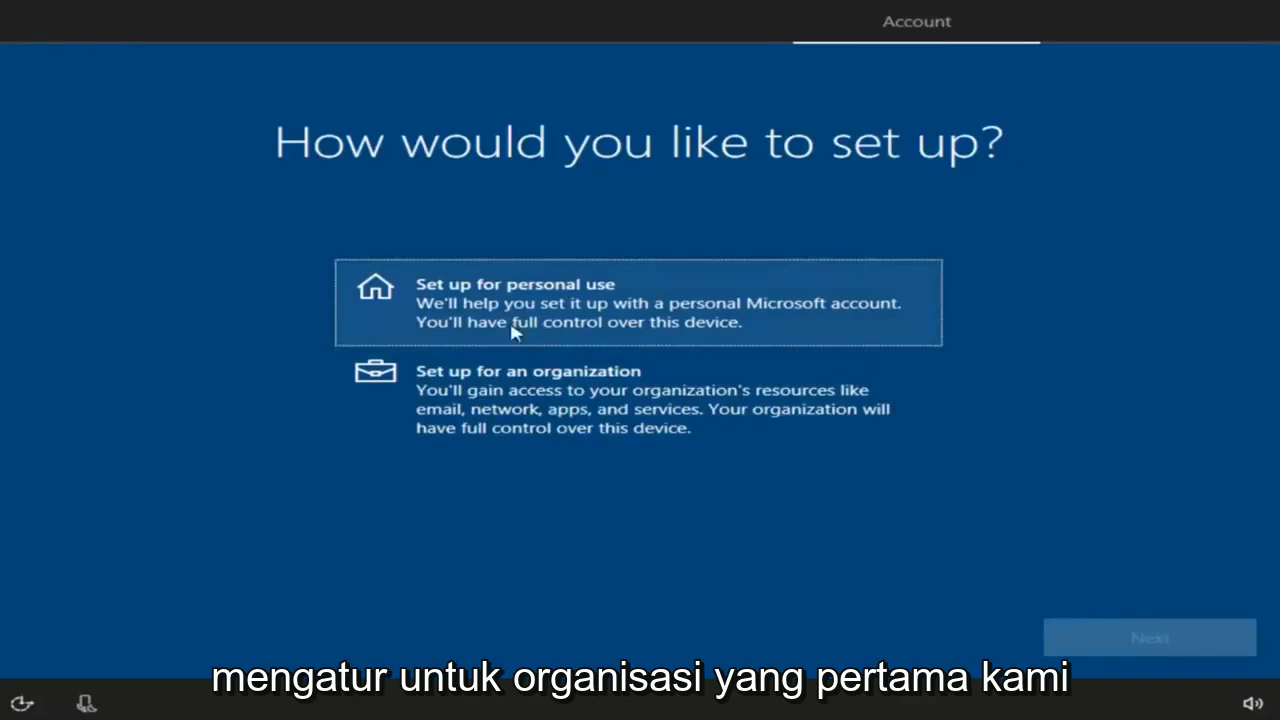 Account
How would you like to set up?
Set up for personal use
We'll help you set it up with a personal Microsoft account.
You'll have full control over this device.
Set up for an organization
You'll gain access to your organization's resources like
email, network, apps, and services. Your organization will
have full control over this device.
Next
mengatur untuk organisasi yang pertama kami